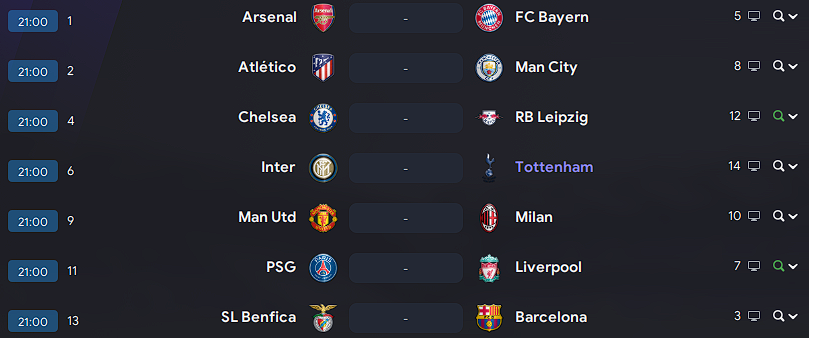 21:00 1 Arsenal - FC Bayern 5
21:00 2 Atlético - Man City 8
21:00 4 Chelsea - RB Leipzig 12
21:00 6 Inter - Tottenham 14
21:00 9 Man Utd - Milan 10
21:00 11 PSG - Liverpool 7
21:00 13 SL Benfica - Barcelona 3